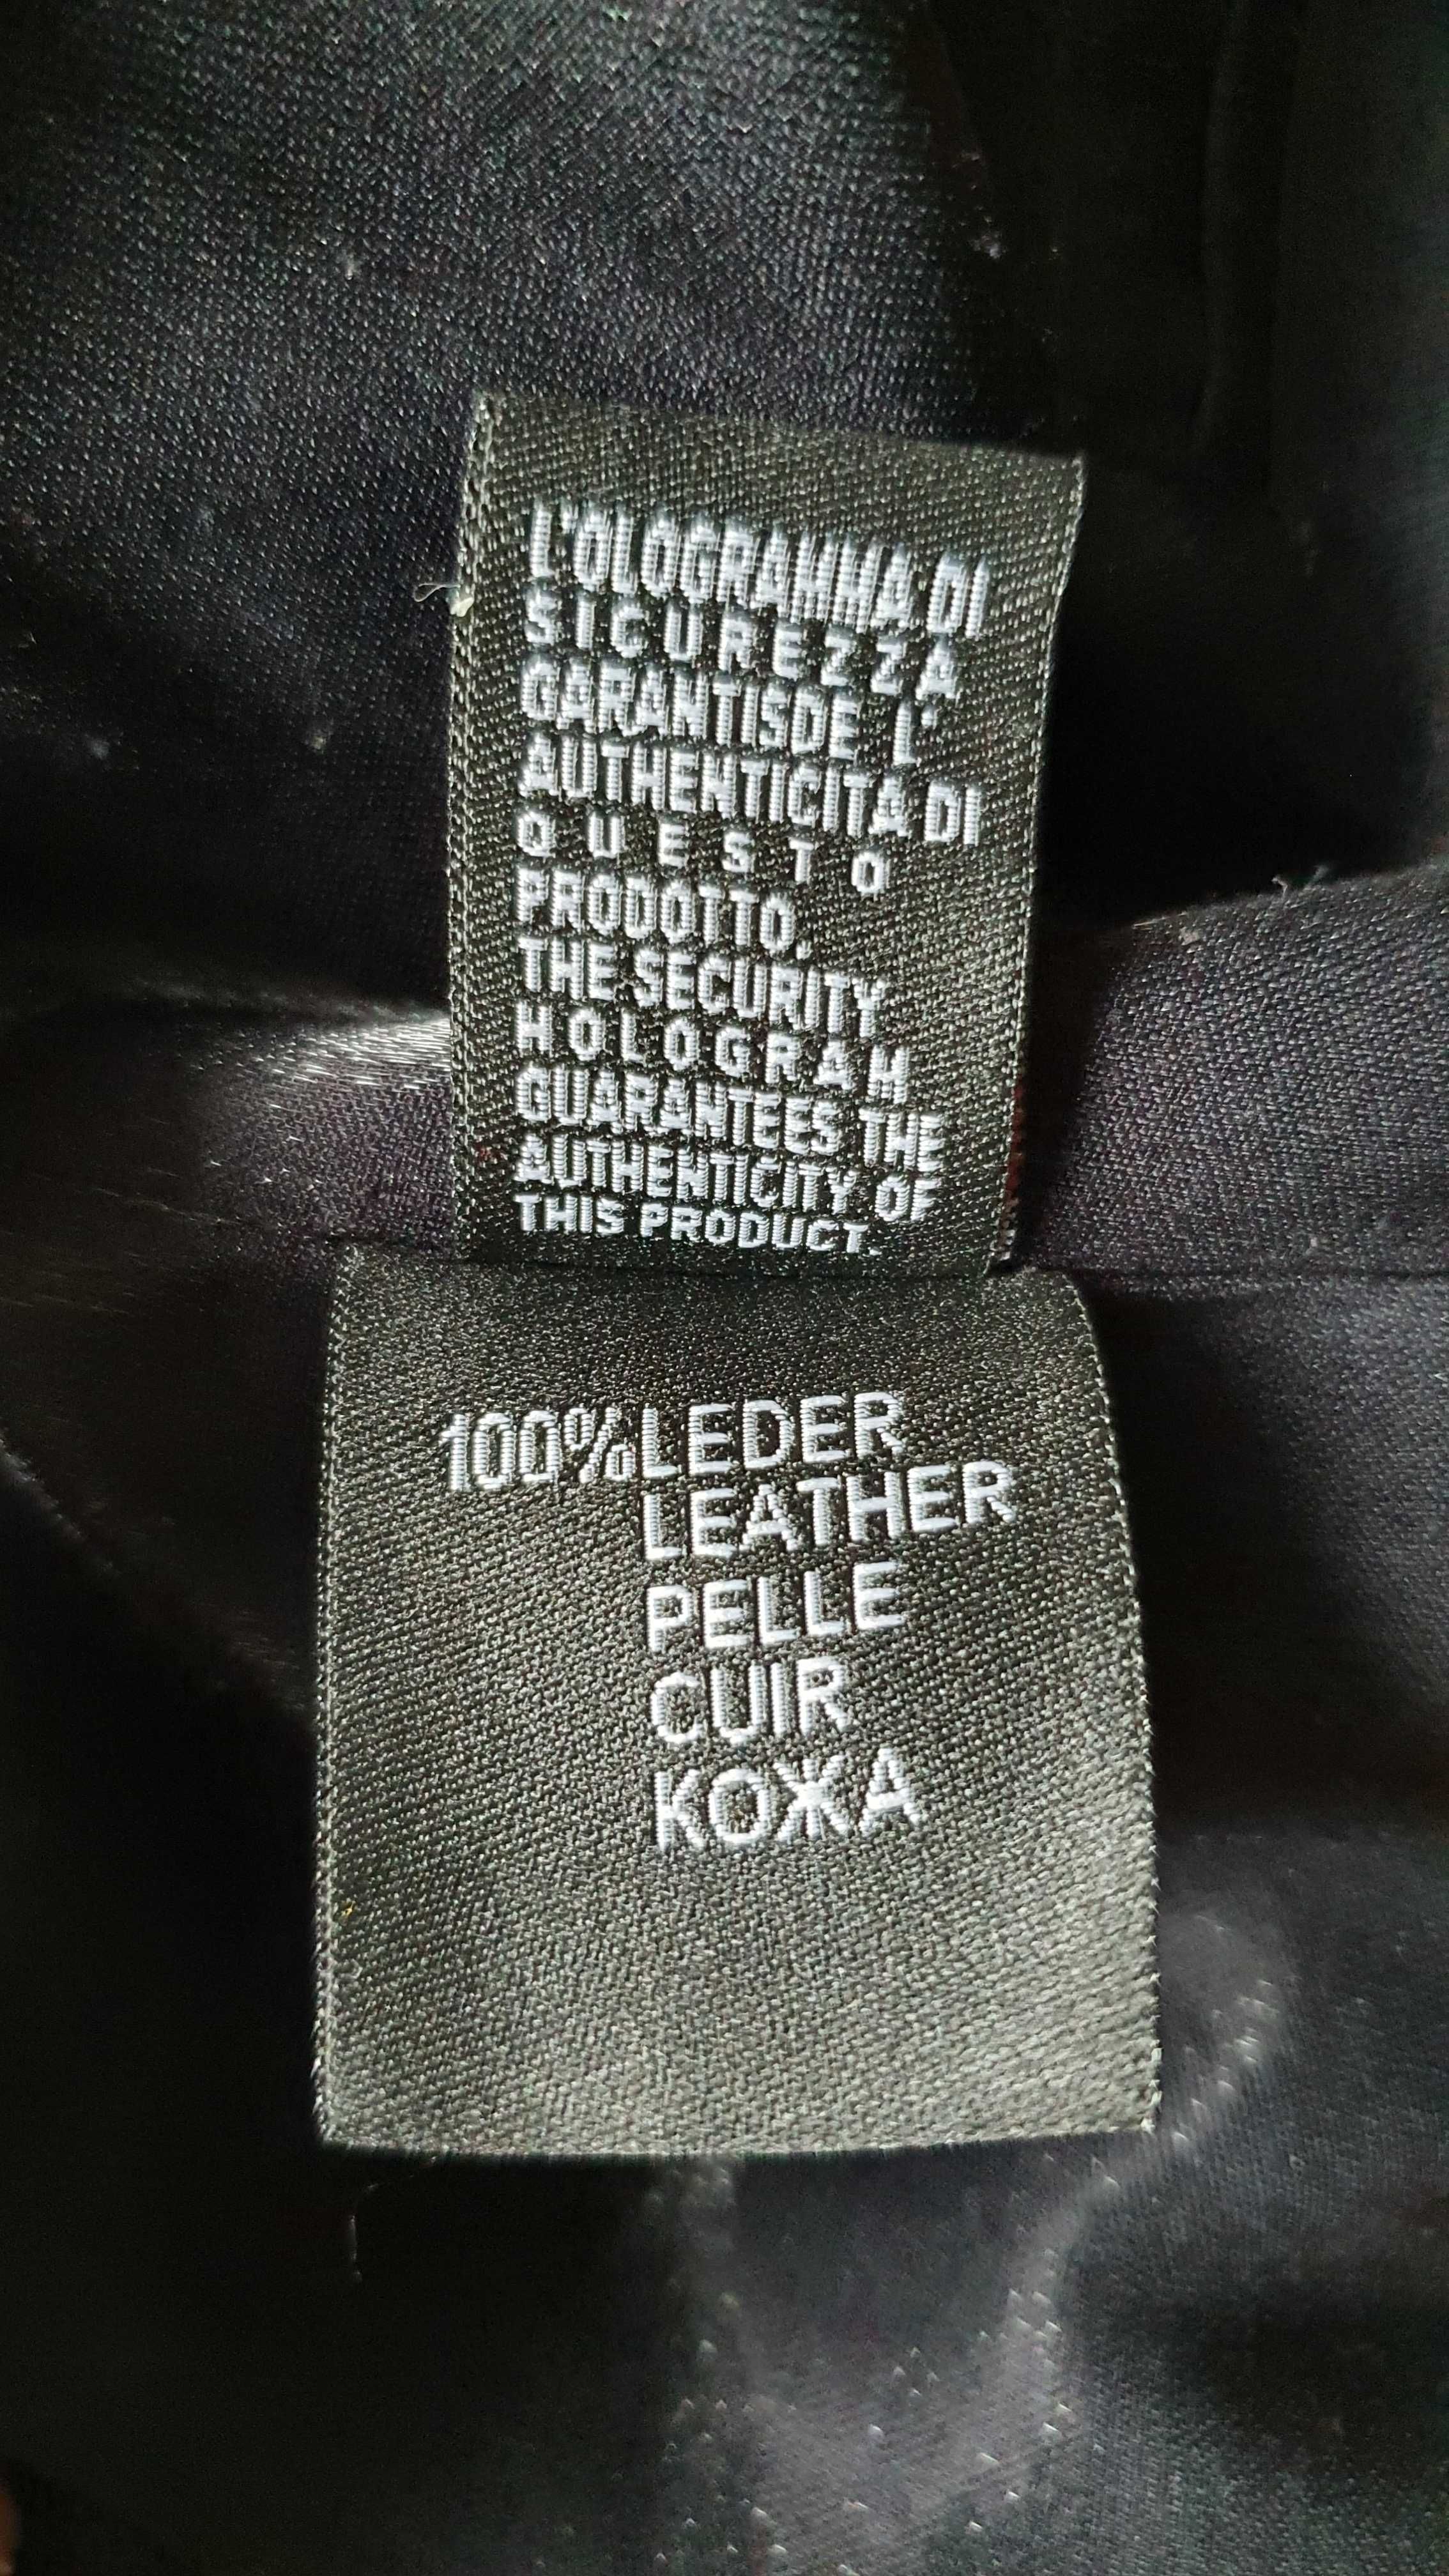 L'OLOGRAMMA DI
SICUREZZA
GARANTISDE L'
AUTHENTICITA DI
QUESTO
PRODOTTO.
THE SECURITY
HOLOGRAM
GUARANTEES THE
AUTHENTICITY OF
THIS PRODUCT.
100% LEDER
LEATHER
PELLE
CUIR
КОЖА